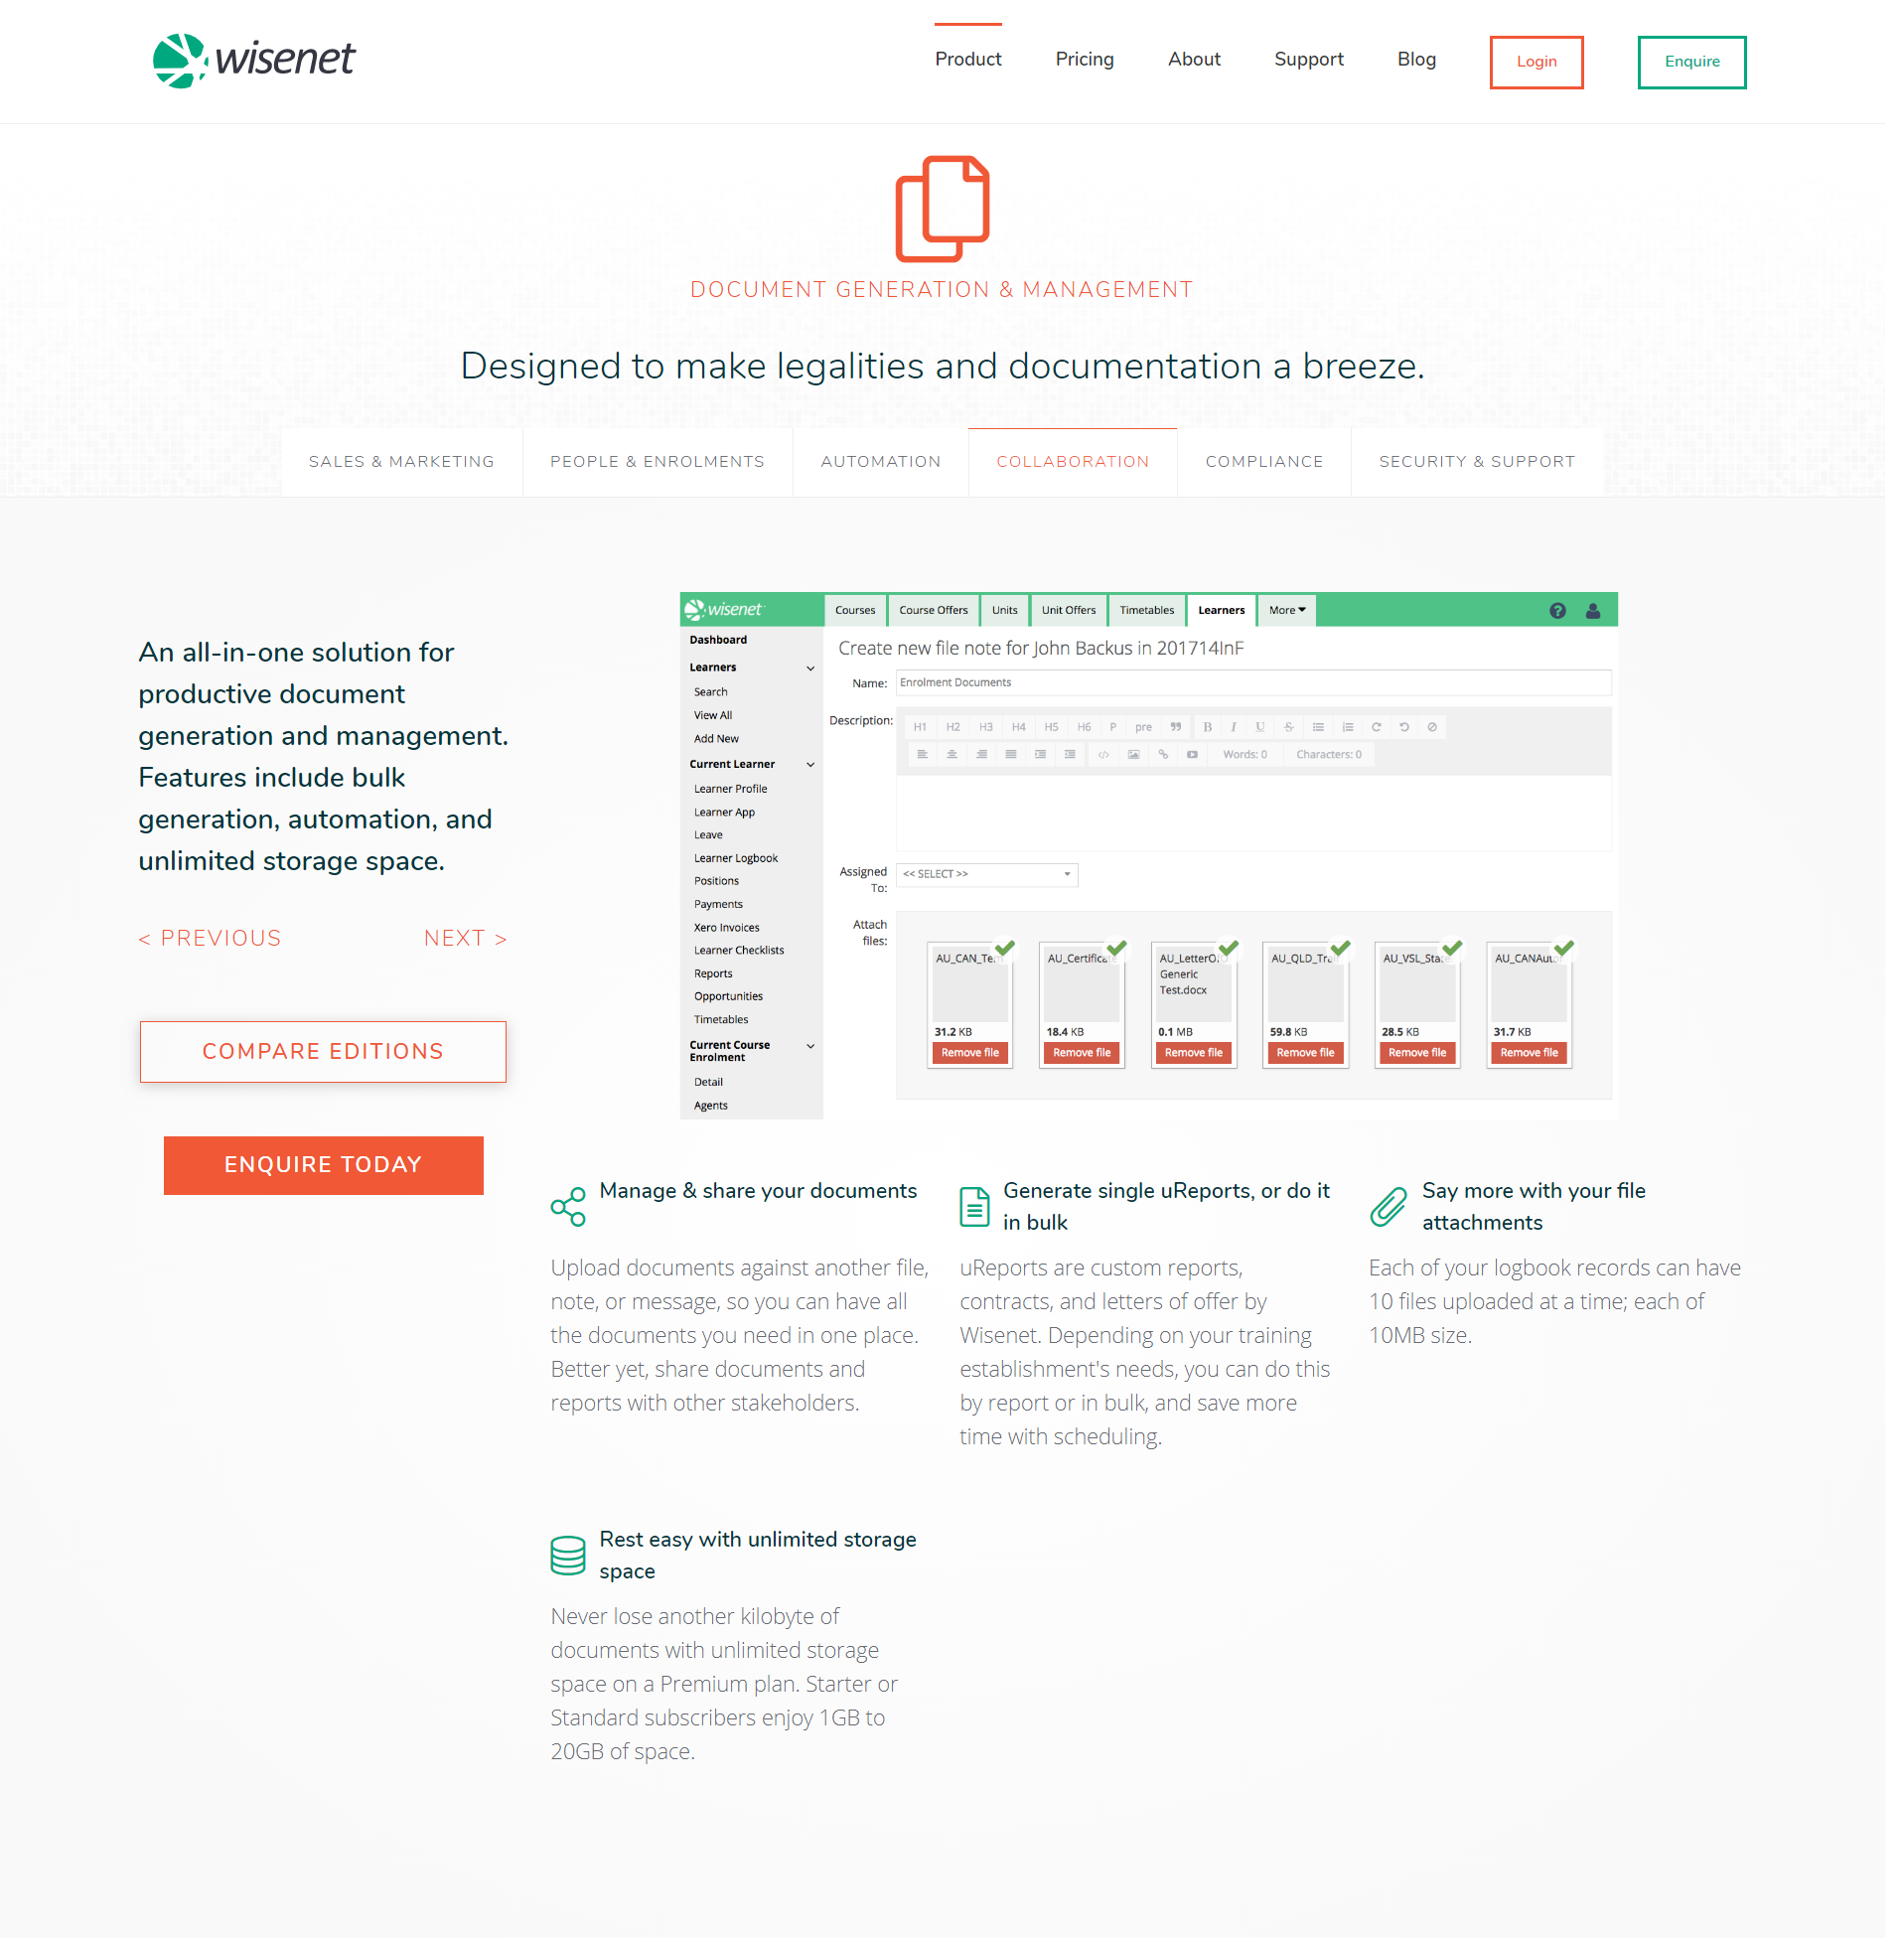 wisenet
Product
Pricing
About
Support
Blog
Login
Enquire
DOCUMENT GENERATION & MANAGEMENT
Designed to make legalities and documentation a breeze.
SALES & MARKETING
PEOPLE & ENROLMENTS
AUTOMATION
COLLABORATION
COMPLIANCE
SECURITY & SUPPORT
An all-in-one solution for
productive document
generation and management.
Features include bulk
generation, automation, and
unlimited storage space.
< PREVIOUS
NEXT >
COMPARE EDITIONS
ENQUIRE TODAY
wisenet
Courses
Course Offers
Units
Unit Offers
Timetables
Learners
More
Dashboard
Learners
Search
View All
Add New
Current Learner
Learner Profile
Learner App
Leave
Learner Logbook
Positions
Payments
Xero Invoices
Learner Checklists
Reports
Opportunities
Timetables
Current Course
Enrolment
Detail
Agents
Create new file note for John Backus in 201714InF
Name:
Enrolment Documents
Description:
H1 H2 H3 H4 H5 H6 P pre B I U S
Words: 0 Characters: 0
Assigned
To:
<< SELECT >>
Attach
files:
AU_CAN_Tem
31.2 KB
Remove file
AU_Certificate
18.4 KB
Remove file
AU_LetterOfO
Generic
Test.docx
0.1 MB
Remove file
AU_QLD_Trai
59.8 KB
Remove file
AU_VSL_State
28.5 KB
Remove file
AU_CANAutor
31.7 KB
Remove file
Manage & share your documents
Upload documents against another file,
note, or message, so you can have all
the documents you need in one place.
Better yet, share documents and
reports with other stakeholders.
Generate single uReports, or do it
in bulk
uReports are custom reports,
contracts, and letters of offer by
Wisenet. Depending on your training
establishment's needs, you can do this
by report or in bulk, and save more
time with scheduling.
Say more with your file
attachments
Each of your logbook records can have
10 files uploaded at a time; each of
10MB size.
Rest easy with unlimited storage
space
Never lose another kilobyte of
documents with unlimited storage
space on a Premium plan. Starter or
Standard subscribers enjoy 1GB to
20GB of space.